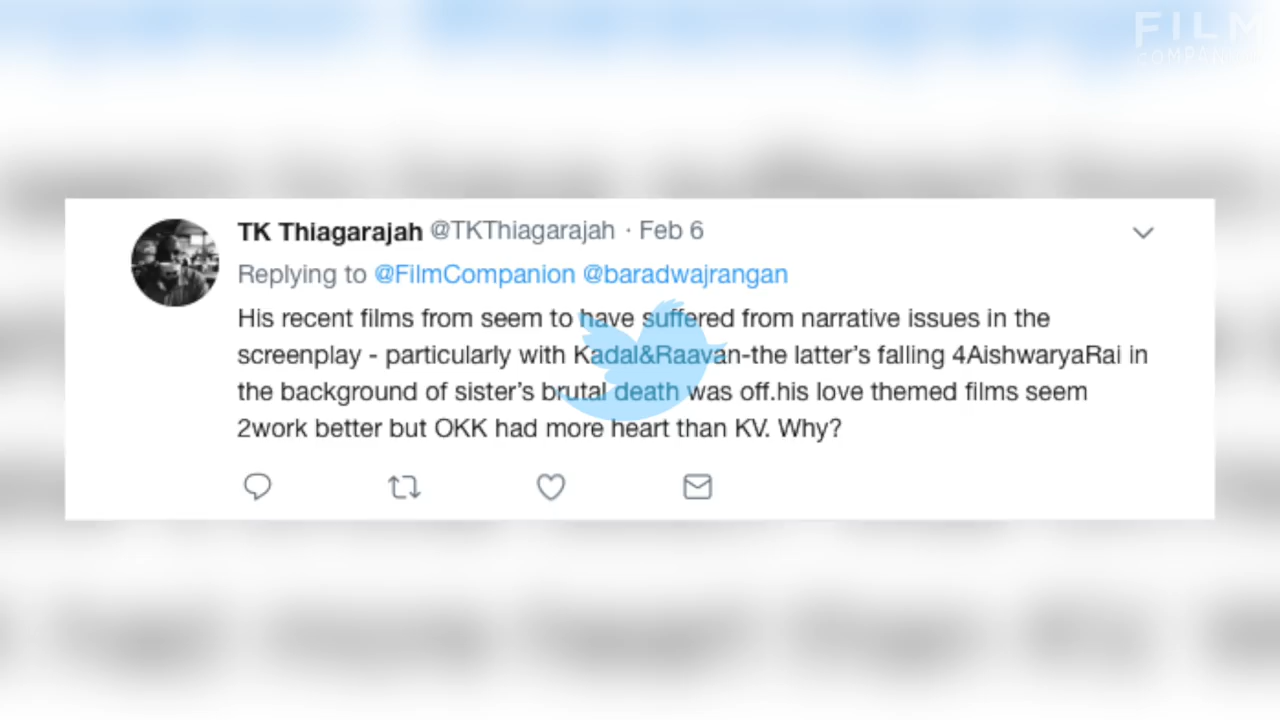 FILM
COMPANION
TK Thiagarajah @TKThiagarajah · Feb 6
Replying to @FilmCompanion @baradwajrangan
His recent films from seem to have suffered from narrative issues in the
screenplay - particularly with Kadal&Raavan-the latter’s falling 4AishwaryaRai in
the background of sister’s brutal death was off.his love themed films seem
2work better but OKK had more heart than KV. Why?